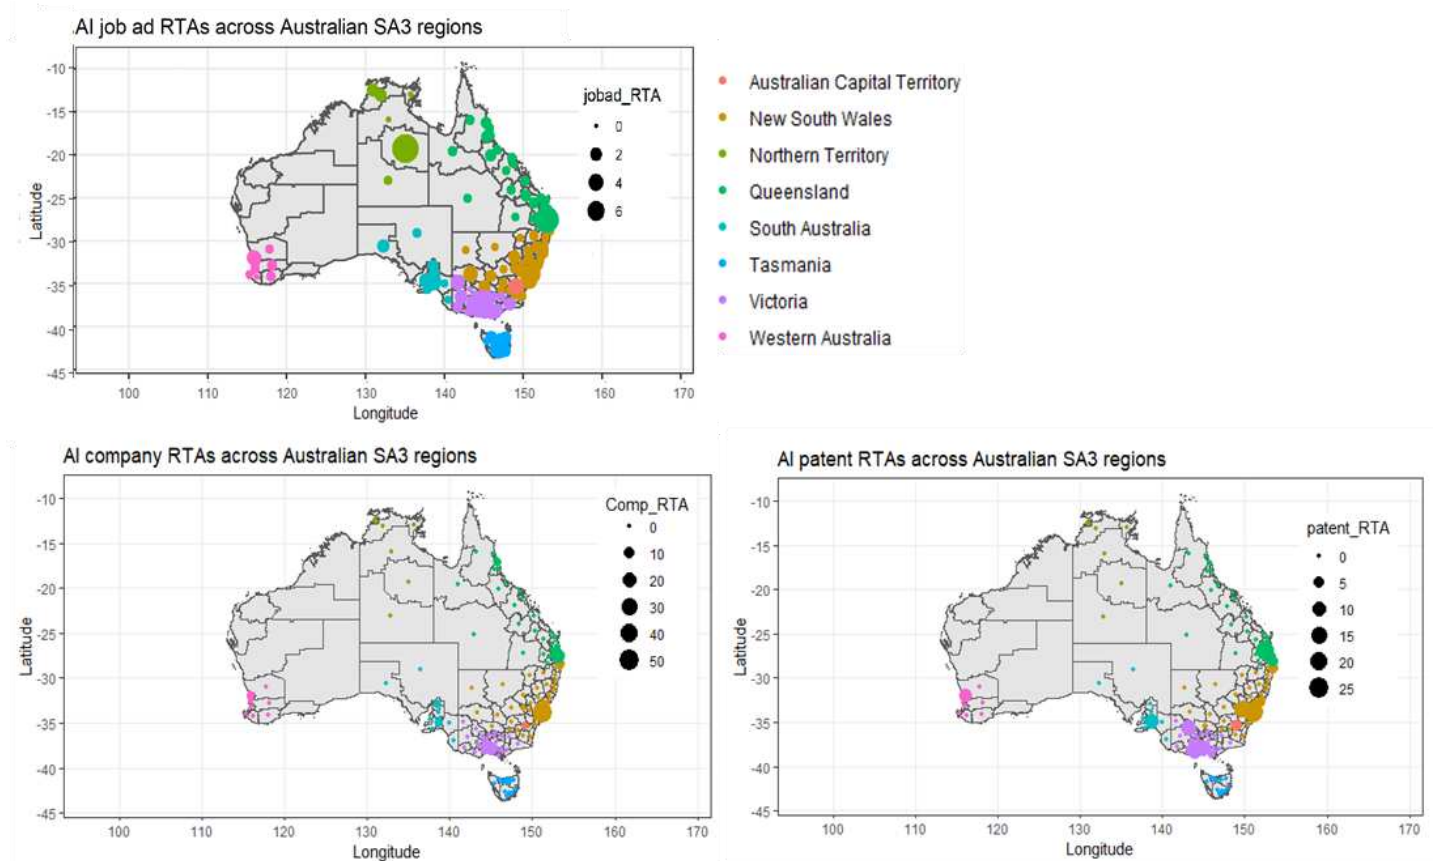 AI job ad RTAs across Australian SA3 regions
-10
-15
-20
-25
-30
-35
-40
-45
Latitude
100 110 120 130 140 150 160 170
Longitude
jobad_RTA
0
2
4
6
Australian Capital Territory
New South Wales
Northern Territory
Queensland
South Australia
Tasmania
Victoria
Western Australia
AI company RTAs across Australian SA3 regions
-10
-15
-20
-25
-30
-35
-40
-45
Latitude
100 110 120 130 140 150 160 170
Longitude
Comp_RTA
0
10
20
30
40
50
AI patent RTAs across Australian SA3 regions
-10
-15
-20
-25
-30
-35
-40
-45
Latitude
100 110 120 130 140 150 160 170
Longitude
patent_RTA
0
5
10
15
20
25